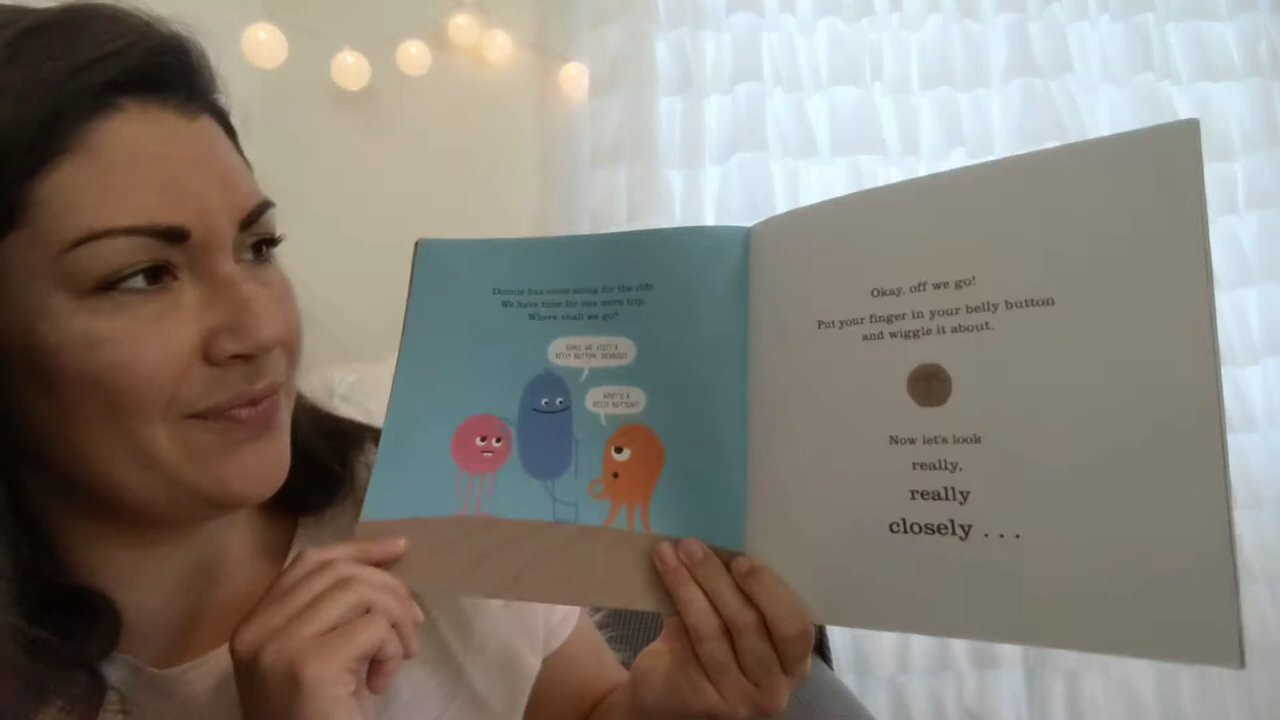 Dennis has come along for the ride.
We have time for one more trip.
Where shall we go?
SHALL WE VISIT A
BELLY BUTTON, DENNIS?
WHAT'S A
BELLY BUTTON?
Okay, off we go!
Put your finger in your belly button
and wiggle it about.
Now let's look
really,
really
closely . . .